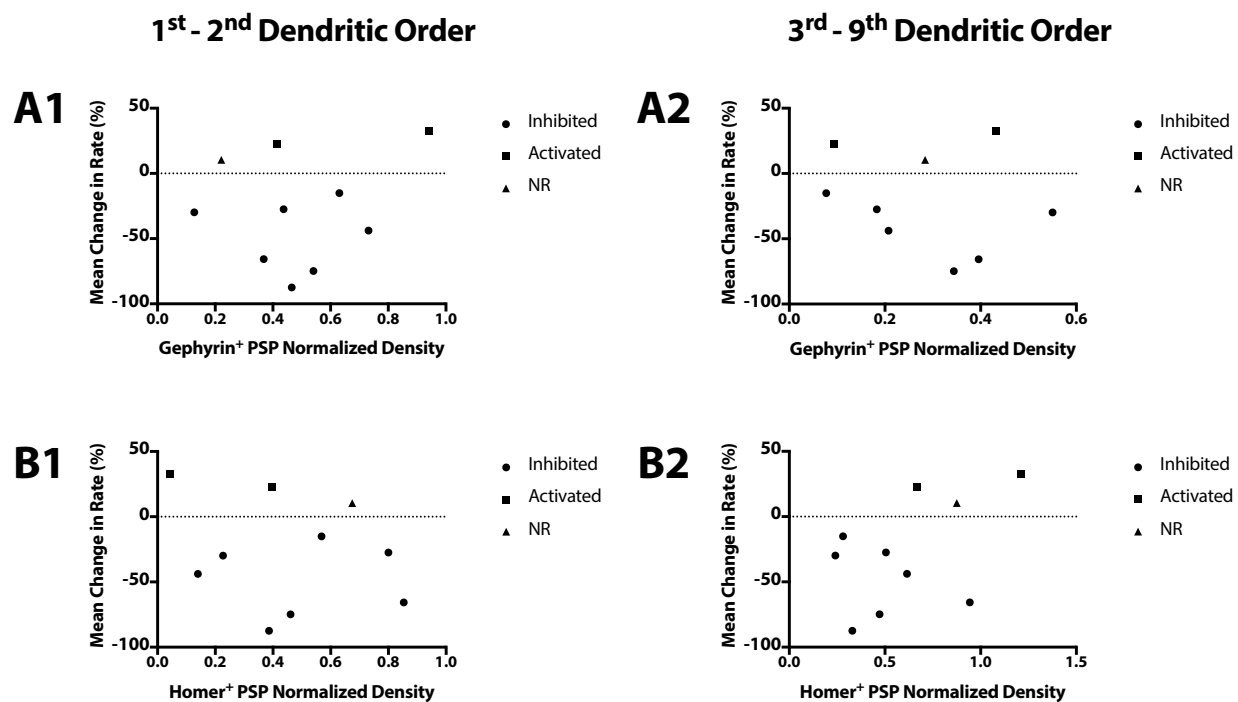 1st - 2nd Dendritic Order
3rd - 9th Dendritic Order
A1
Mean Change in Rate (%)
50
0
-50
-100
0.0 0.2 0.4 0.6 0.8 1.0
Gephyrin+ PSP Normalized Density
Inhibited
Activated
NR
A2
Mean Change in Rate (%)
50
0
-50
-100
0.0 0.2 0.4 0.6
Gephyrin+ PSP Normalized Density
Inhibited
Activated
NR
B1
Mean Change in Rate (%)
50
0
-50
-100
0.0 0.2 0.4 0.6 0.8 1.0
Homer+ PSP Normalized Density
Inhibited
Activated
NR
B2
Mean Change in Rate (%)
50
0
-50
-100
0.0 0.5 1.0 1.5
Homer+ PSP Normalized Density
Inhibited
Activated
NR